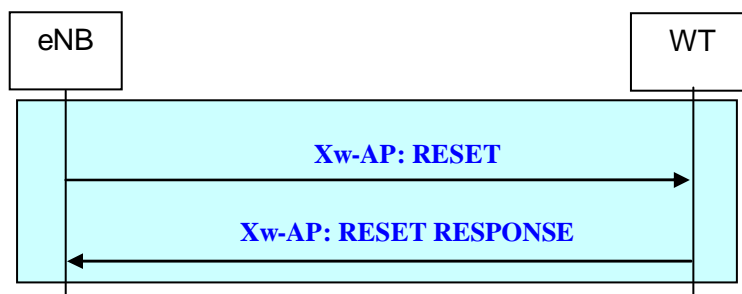 eNB
WT
Xw-AP: RESET
Xw-AP: RESET RESPONSE